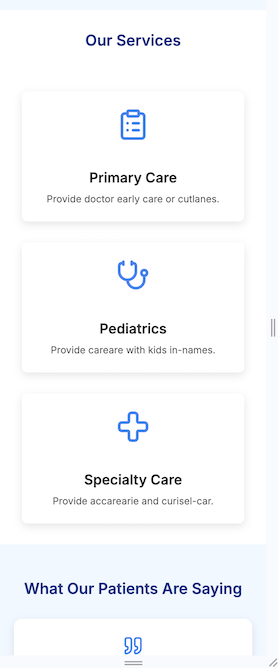 Our Services
Primary Care
Provide doctor early care or cutlanes.
Pediatrics
Provide careare with kids in-names.
Specialty Care
Provide accarearie and curisel-car.
What Our Patients Are Saying